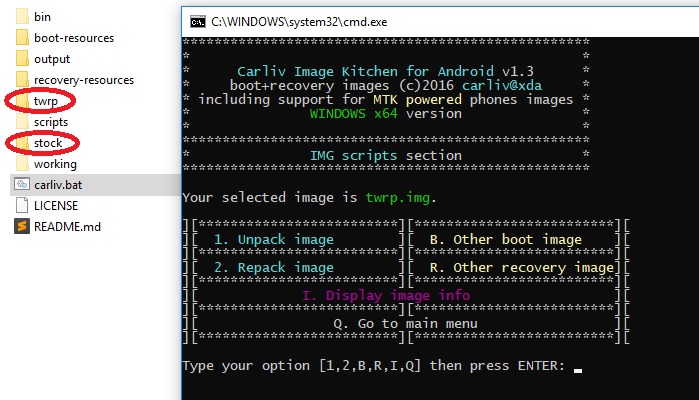 bin
boot-resources
output
recovery-resources
twrp
scripts
stock
working
carliv.bat
LICENSE
README.md
C:\WINDOWS\system32\cmd.exe
***************************************************
* *
* Carliv Image Kitchen for Android v1.3 *
* boot+recovery images (c)2016 carliv@xda *
* including support for MTK powered phones images *
* WINDOWS x64 version *
* *
***************************************************
* IMG scripts section *
***************************************************
Your selected image is twrp.img.
][*************************][*************************][
][ 1. Unpack image ][ B. Other boot image ][
][*************************][*************************][
][ 2. Repack image ][ R. Other recovery image][
][*************************][*************************][
][ I. Display image info ][
][*************************][*************************][
][ Q. Go to main menu ][
][*************************][*************************][
Type your option [1,2,B,R,I,Q] then press ENTER: _